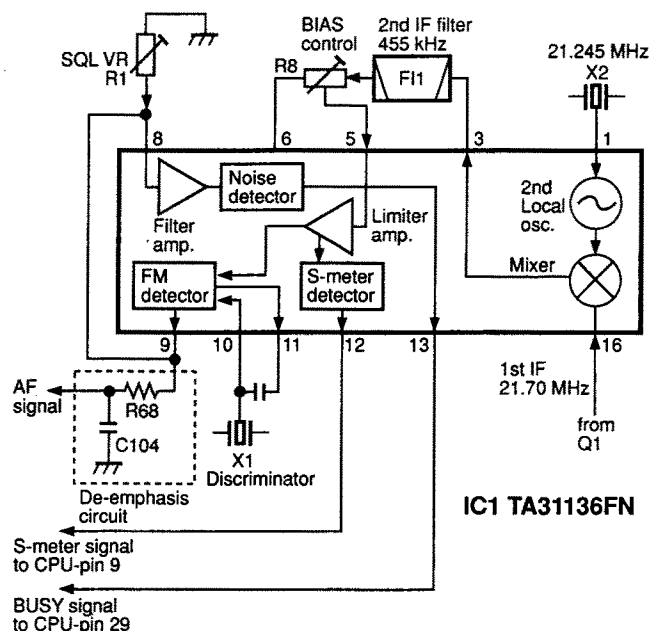 SQL VR
R1
BIAS
control
R8
2nd IF filter
455 kHz
FI1
21.245 MHz
X2
8
6
5
3
1
Noise
detector
Filter
amp.
Limiter
amp.
2nd
Local
osc.
Mixer
FM
detector
S-meter
detector
9
10
11
12
13
16
AF
signal
R68
C104
De-emphasis
circuit
X1
Discriminator
1st IF
21.70 MHz
from
Q1
IC1 TA31136FN
S-meter signal
to CPU-pin 9
BUSY signal
to CPU-pin 29